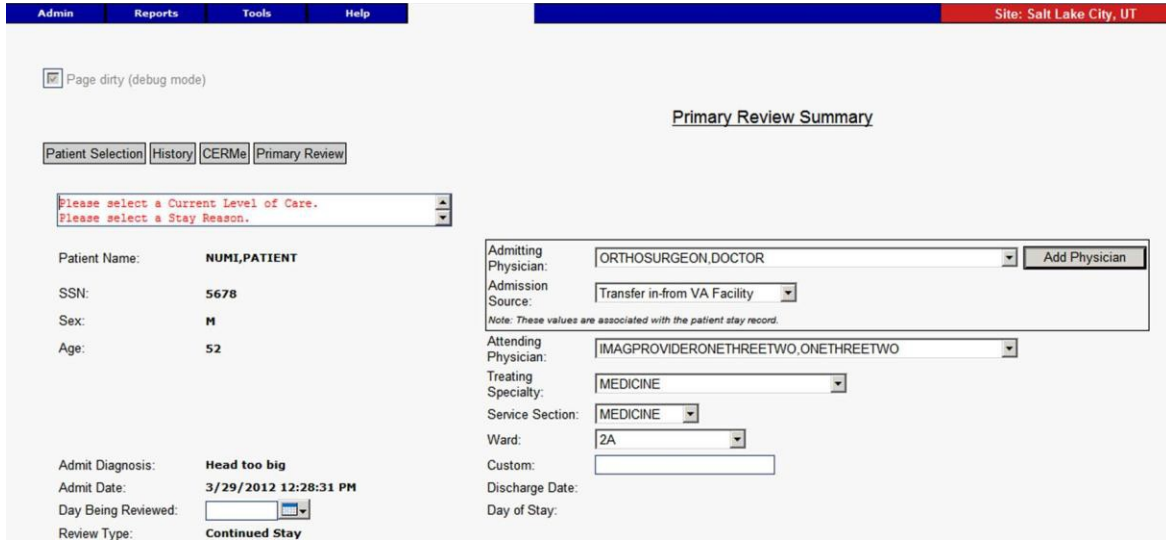 Admin Reports Tools Help Site: Salt Lake City, UT
Page dirty (debug mode)
Primary Review Summary
Patient Selection History CERMe Primary Review
Please select a Current Level of Care.
Please select a Stay Reason.
Patient Name: NUMI,PATIENT
SSN: 5678
Sex: M
Age: 52
Admit Diagnosis: Head too big
Admit Date: 3/29/2012 12:28:31 PM
Day Being Reviewed:
Review Type: Continued Stay
Admitting Physician: ORTHOSURGEON,DOCTOR Add Physician
Admission Source: Transfer in-from VA Facility
Note: These values are associated with the patient stay record.
Attending Physician: IMAGPROVIDERONETHREETWO,ONETHREETWO
Treating Specialty: MEDICINE
Service Section: MEDICINE
Ward: 2A
Custom:
Discharge Date:
Day of Stay: